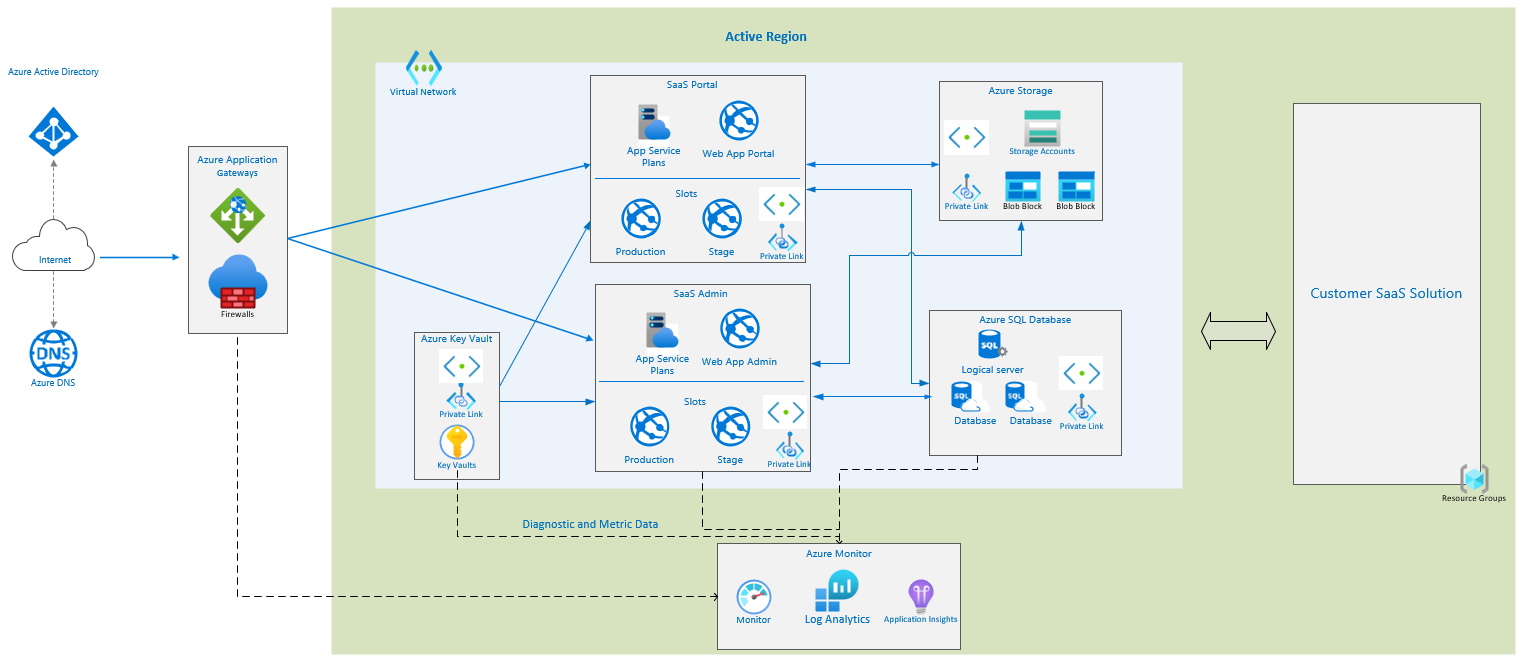 Active Region
Azure Active Directory
Virtual Network
SaaS Portal
App Service
Plans
Web App Portal
Slots
Production
Stage
Private Link
Azure Storage
Storage Accounts
Private Link
Blob Block
Blob Block
Azure Application
Gateways
Firewalls
Internet
DNS
Azure DNS
SaaS Admin
App Service
Plans
Web App Admin
Slots
Production
Stage
Private Link
Azure Key Vault
Private Link
Key Vaults
Azure SQL Database
SQL
Logical server
SQL
SQL
Database
Database
Private Link
Customer SaaS Solution
Resource Groups
Diagnostic and Metric Data
Azure Monitor
Monitor
Log Analytics
Application Insights